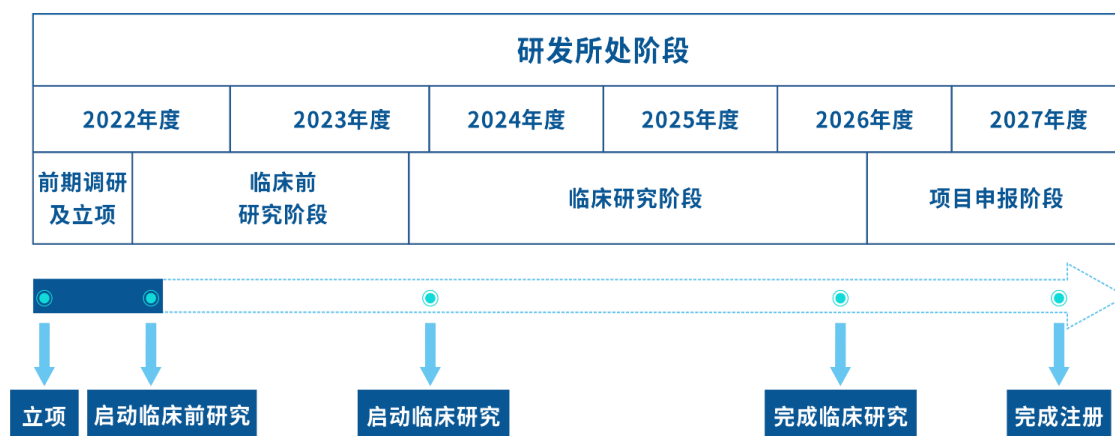 研发所处阶段
2022年度
2023年度
2024年度
2025年度
2026年度
2027年度
前期调研
及立项
临床前
研究阶段
临床研究阶段
项目申报阶段
立项
启动临床前研究
启动临床研究
完成临床研究
完成注册